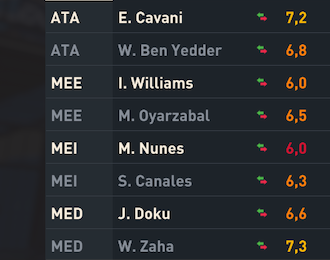 ATA E. Cavani 7,2
ATA W. Ben Yedder 6,8
MEE I. Williams 6,0
MEE M. Oyarzabal 6,5
MEI M. Nunes 6,0
MEI S. Canales 6,3
MED J. Doku 6,6
MED W. Zaha 7,3